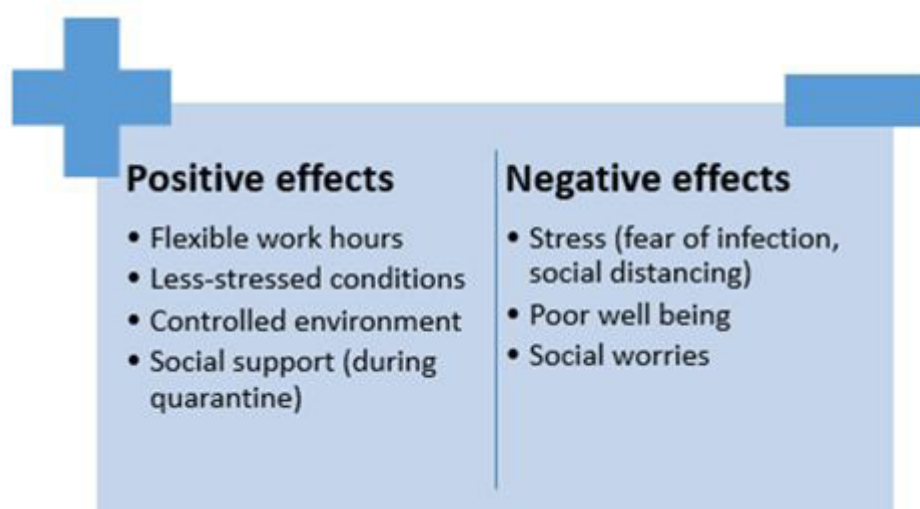 Positive effects
• Flexible work hours
• Less-stressed conditions
• Controlled environment
• Social support (during
quarantine)
Negative effects
• Stress (fear of infection,
social distancing)
• Poor well being
• Social worries